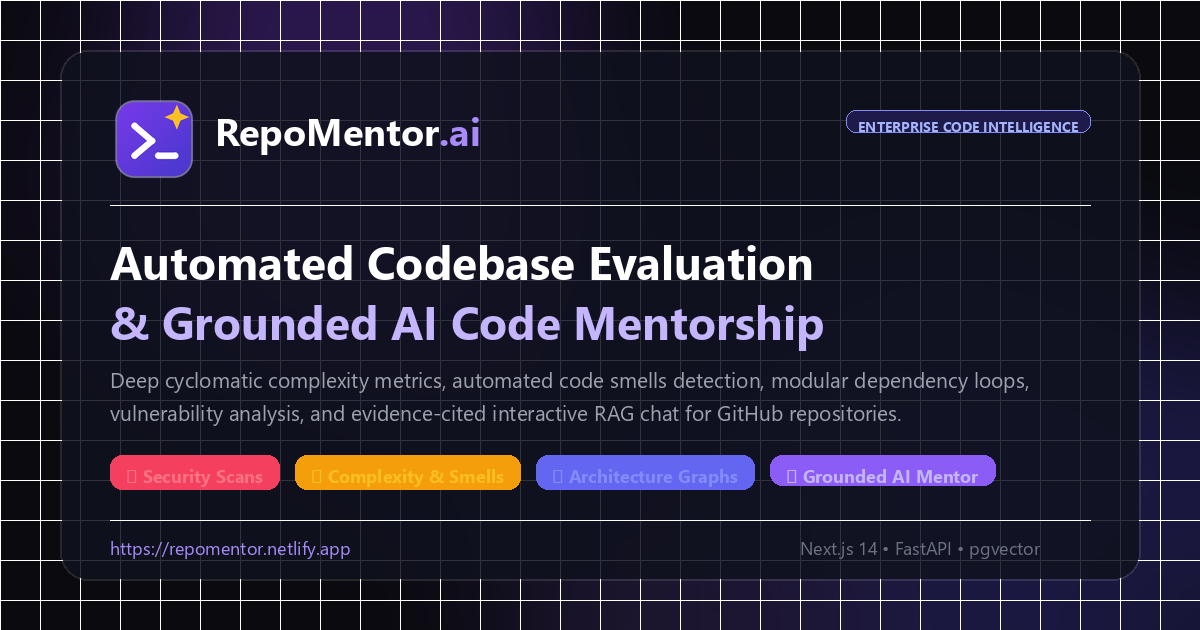 RepoMentor.ai
ENTERPRISE CODE INTELLIGENCE
Automated Codebase Evaluation
& Grounded AI Code Mentorship
Deep cyclomatic complexity metrics, automated code smells detection, modular dependency loops,
vulnerability analysis, and evidence-cited interactive RAG chat for GitHub repositories.
Security Scans
Complexity & Smells
Architecture Graphs
Grounded AI Mentor
https://repomentor.netlify.app
Next.js 14 • FastAPI • pgvector